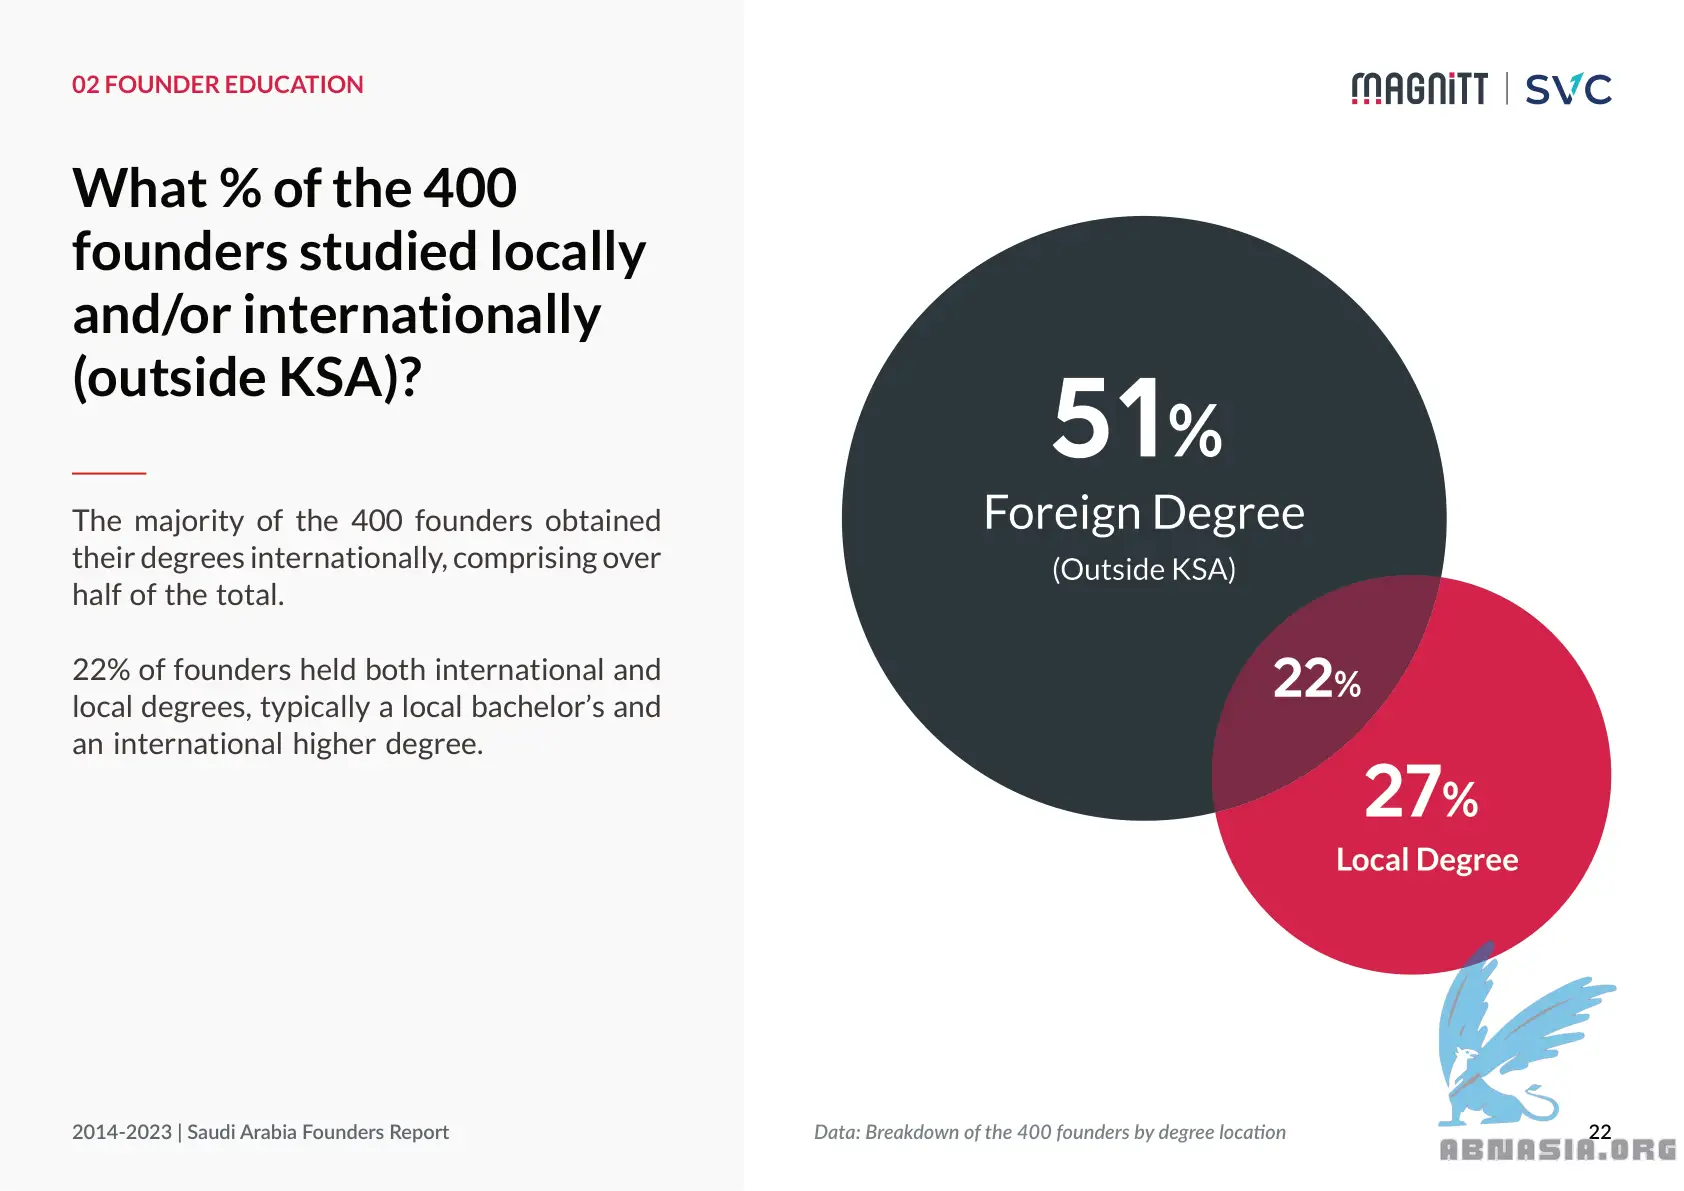 02 FOUNDER EDUCATION
MAGNiTT | SVC
What % of the 400
founders studied locally
and/or internationally
(outside KSA)?
The majority of the 400 founders obtained
their degrees internationally, comprising over
half of the total.
22% of founders held both international and
local degrees, typically a local bachelor’s and
an international higher degree.
51%
Foreign Degree
(Outside KSA)
22%
27%
Local Degree
2014-2023 | Saudi Arabia Founders Report
Data: Breakdown of the 400 founders by degree location
22
ABNASIA.ORG